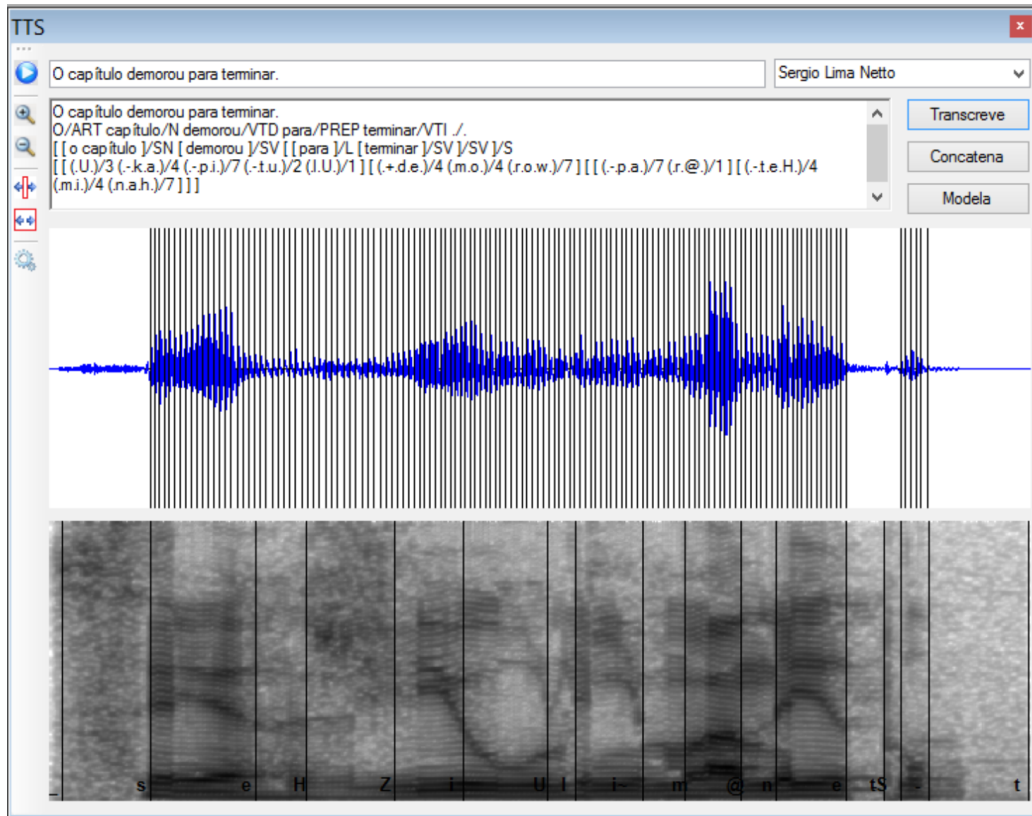 TTS
O capítulo demorou para terminar.
Sergio Lima Netto
O capítulo demorou para terminar.
O/ART capítulo/N demorou/VTD para/PREP terminar/VTI ./.
[ [ o capítulo ]/SN [ demorou ]/SV [ [ para ]/L [ terminar ]/SV ]/SV ]/S
[ [ (.U.)/3 (.-k.a.)/4 (.-p.i.)/7 (.-t.u.)/2 (.l.U.)/1 ] [ (.+d.e.)/4 (.m.o.)/4 (.r.o.w.)/7 ] [ [ (.-p.a.)/7 (.r.@.)/1 ] [ (.-t.e.H.)/4
(.m.i.)/4 (.n.a.h.)/7 ] ] ]
Transcreve
Concatena
Modela
_ s e H Z i U l i~ m @ n e tS - t